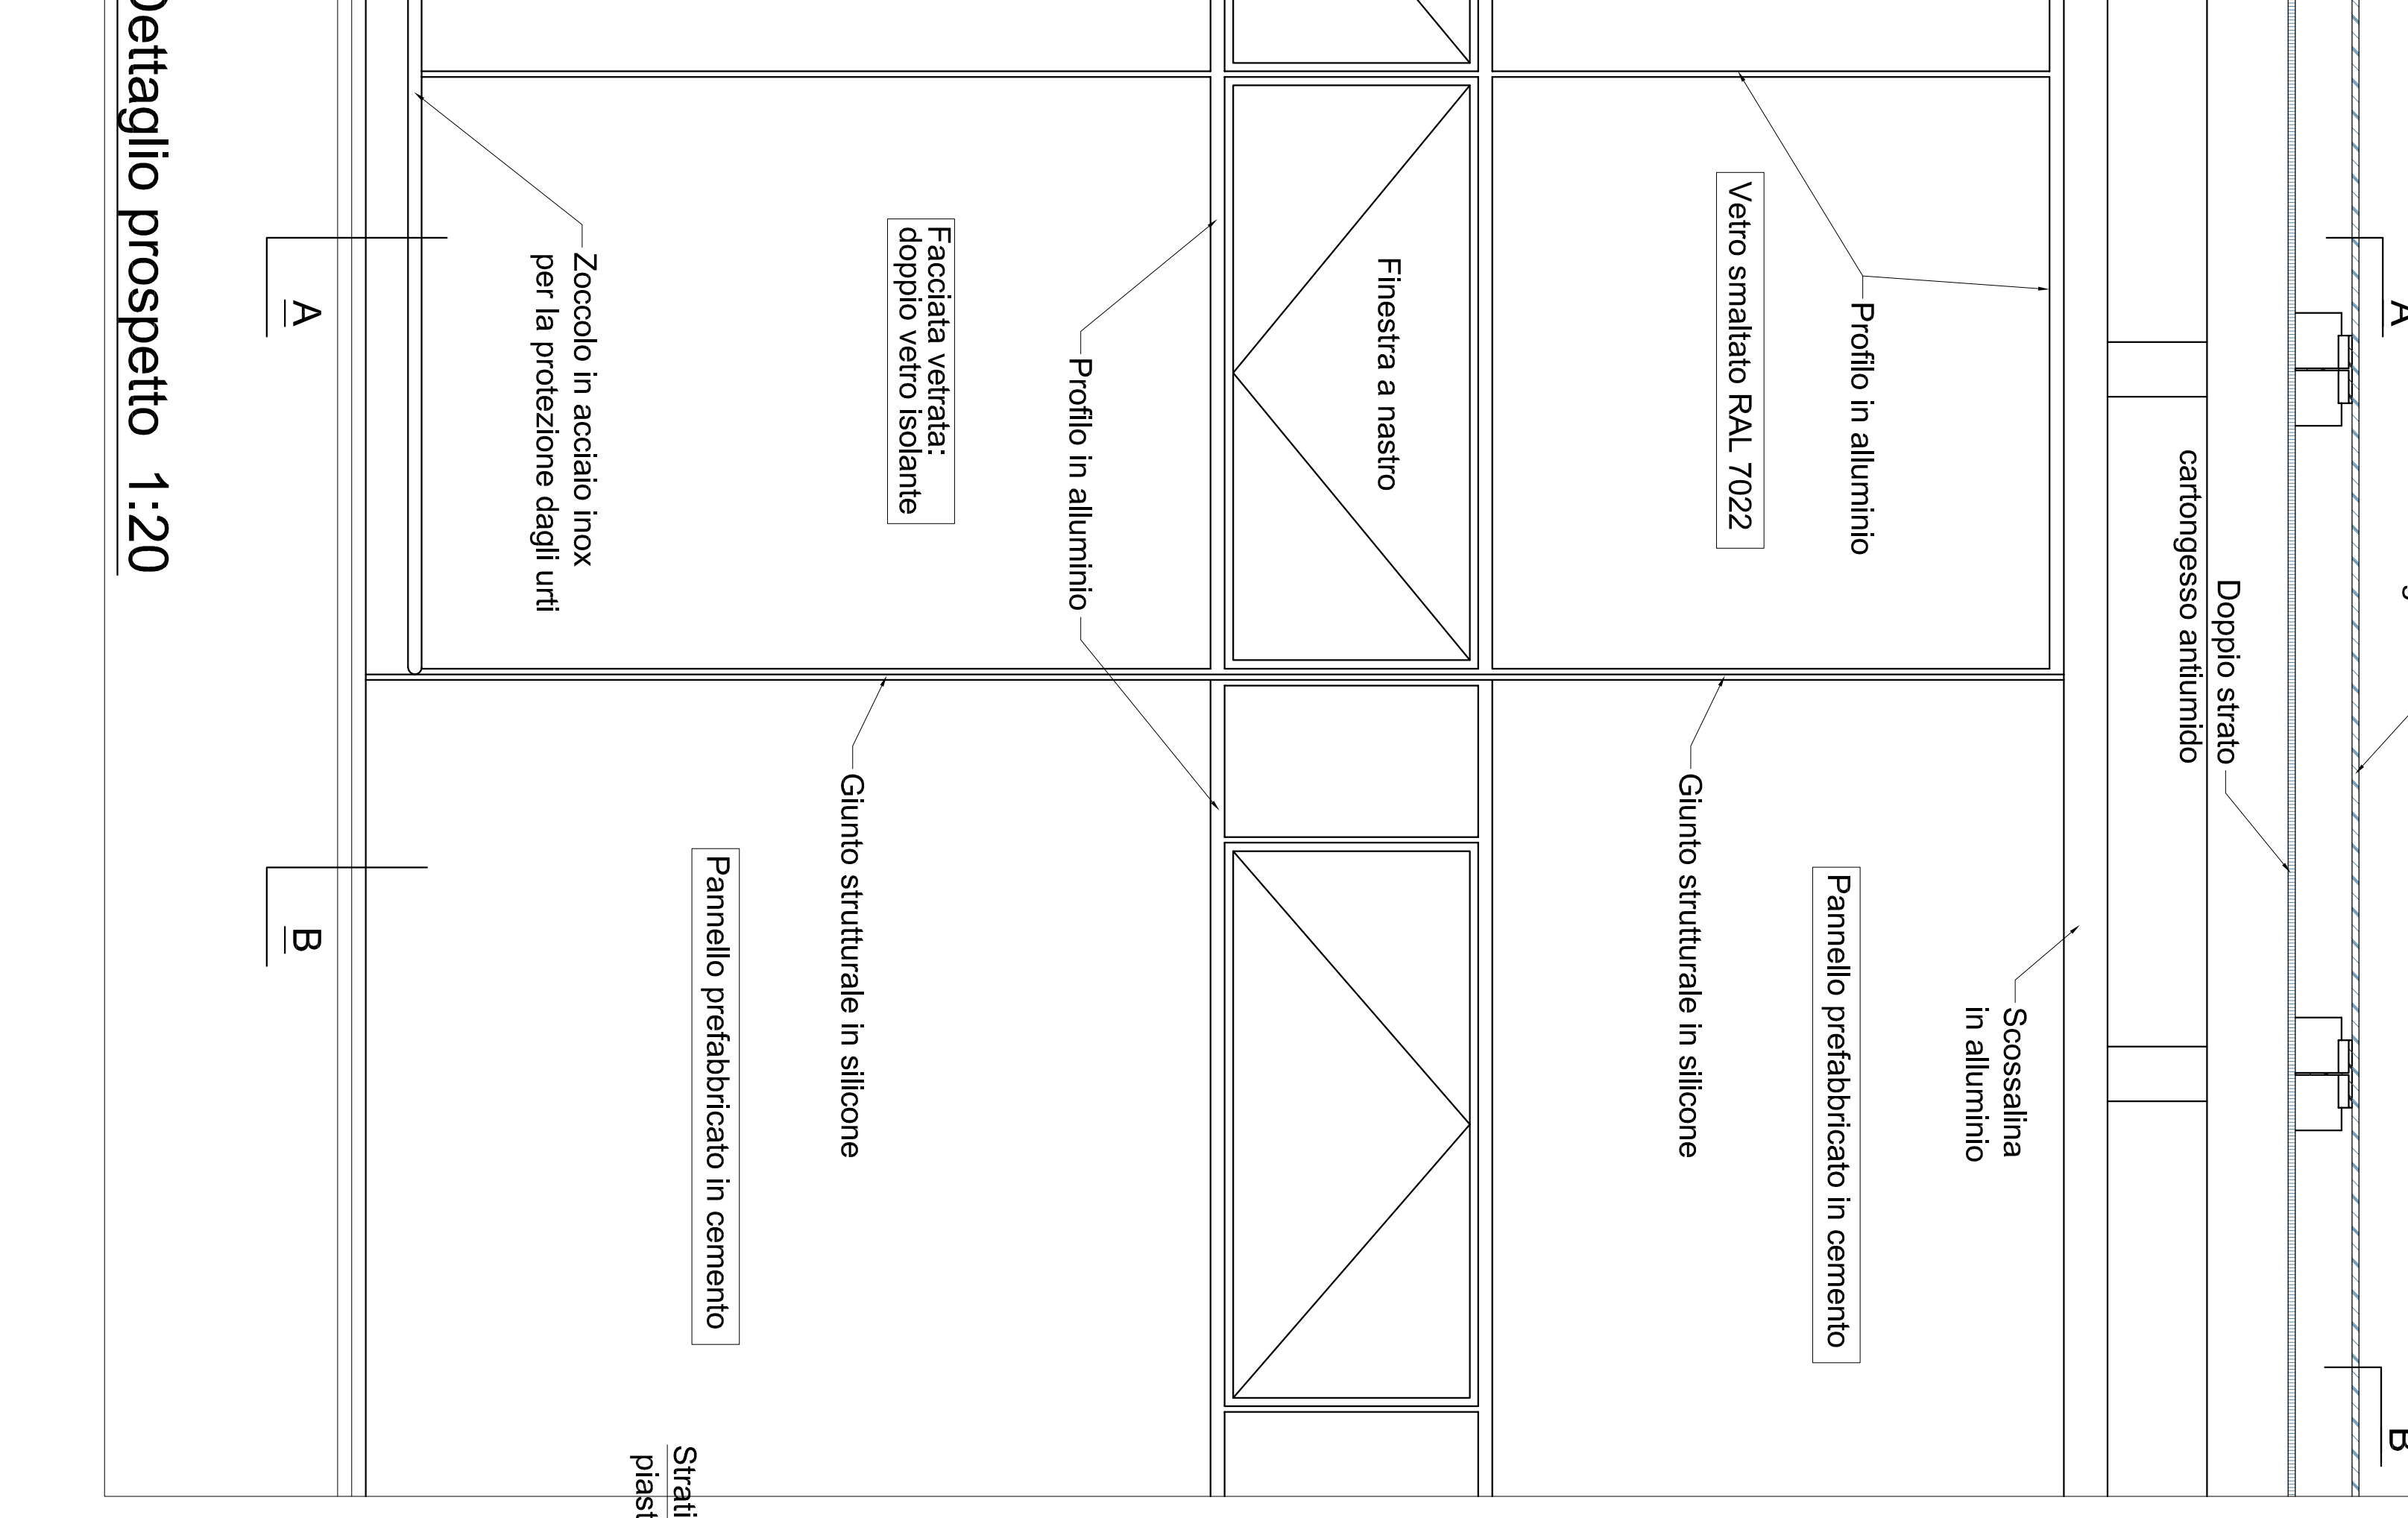 A
B
Doppio strato
cartongesso antiumido
Scossalina
in alluminio
Profilo in alluminio
Pannello prefabbricato in cemento
Vetro smaltato RAL 7022
Giunto strutturale in silicone
Finestra a nastro
Profilo in alluminio
Facciata vetrata:
doppio vetro isolante
Giunto strutturale in silicone
Pannello prefabbricato in cemento
Strati
piast
Zoccolo in acciaio inox
per la protezione dagli urti
A
B
Dettaglio prospetto 1:20